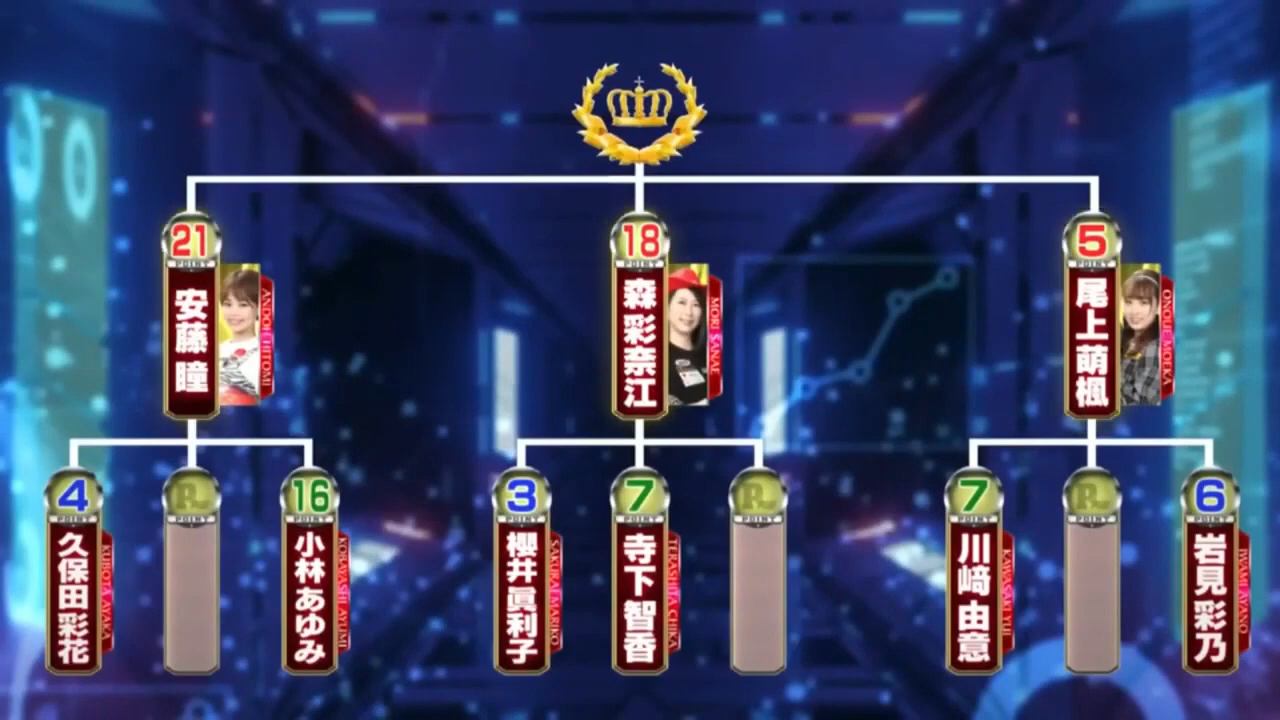 21
POINT
安藤 瞳
ANDOH HITOMI
18
POINT
森 彩奈江
MORI SANAE
5
POINT
尾上 萌楓
ONOUE MOEKA
4
POINT
久保田 彩花
KUBOTA AYAKA
POINT
16
POINT
小林 あゆみ
KOBAYASHI AYUMI
3
POINT
櫻井 眞利子
SAKURAI MARIKO
7
POINT
寺下 智香
TERASHITA CHIKA
POINT
7
POINT
川﨑 由意
KAWASAKI YUI
POINT
6
POINT
岩見 彩乃
IWAMI AYANO